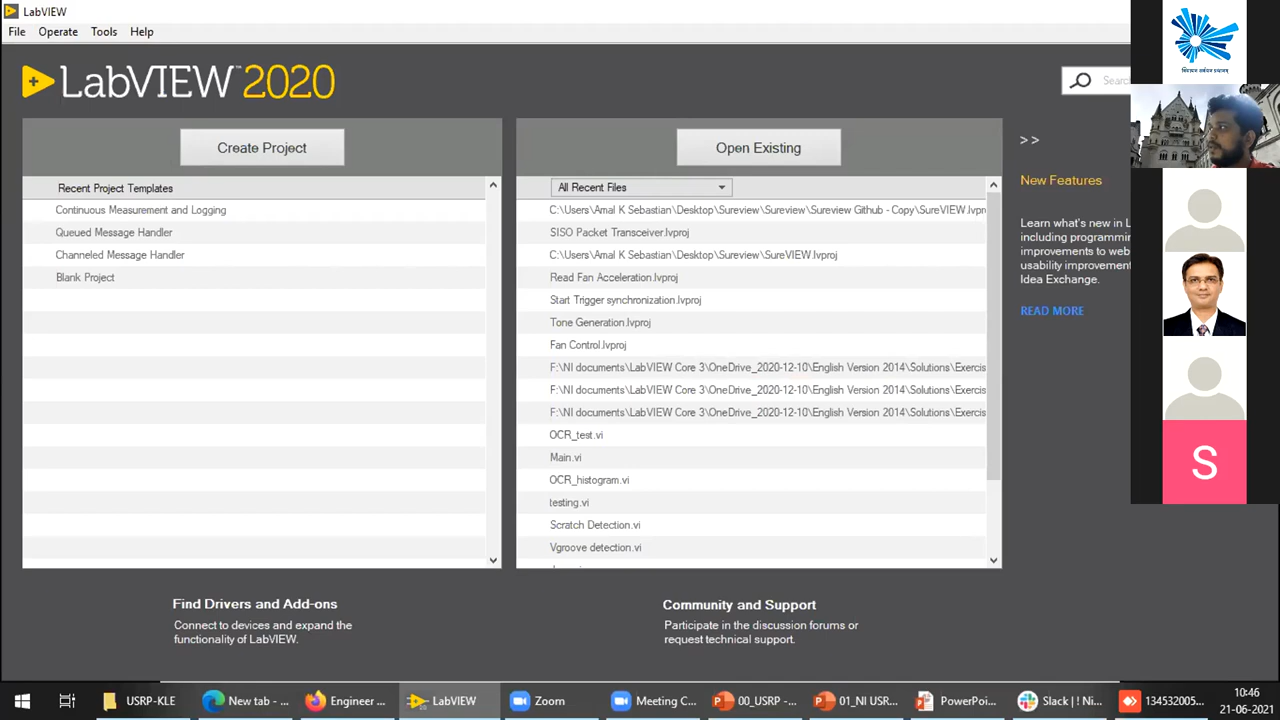 LabVIEW
File Operate Tools Help
LabVIEW™ 2020
Search
Create Project
Open Existing
>>
Recent Project Templates
All Recent Files
New Features
Continuous Measurement and Logging
C:\Users\Amal K Sebastian\Desktop\Sureview\Sureview Github - Copy\SureVIEW.lvpr
Queued Message Handler
SISO Packet Transceiver.lvproj
Channeled Message Handler
C:\Users\Amal K Sebastian\Desktop\Sureview\SureVIEW.lvproj
Blank Project
Read Fan Acceleration.lvproj
Start Trigger synchronization.lvproj
Tone Generation.lvproj
Fan Control.lvproj
F:\NI documents\LabVIEW Core 3\OneDrive_2020-12-10\English Version 2014\Solutions\Exercis
F:\NI documents\LabVIEW Core 3\OneDrive_2020-12-10\English Version 2014\Solutions\Exercis
F:\NI documents\LabVIEW Core 3\OneDrive_2020-12-10\English Version 2014\Solutions\Exercis
OCR_test.vi
Main.vi
OCR_histogram.vi
testing.vi
Scratch Detection.vi
Vgroove detection.vi
Learn what's new in L
including programmin
improvements to web
usability improvement
Idea Exchange.
READ MORE
S
Find Drivers and Add-ons
Connect to devices and expand the
functionality of LabVIEW.
Community and Support
Participate in the discussion forums or
request technical support.
USRP-KLE
New tab - ...
Engineer ...
LabVIEW
Zoom
Meeting C...
00_USRP -...
01_NI USR...
PowerPoi...
Slack | | Ni...
134532005...
10:46
21-06-2021